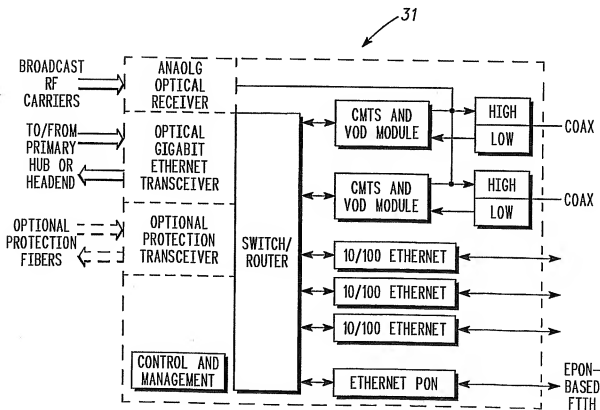 31
BROADCAST
RF
CARRIERS
ANAOLG
OPTICAL
RECEIVER
TO/FROM
PRIMARY
HUB OR
HEADEND
OPTICAL
GIGABIT
ETHERNET
TRANSCEIVER
OPTIONAL
PROTECTION
FIBERS
OPTIONAL
PROTECTION
TRANSCEIVER
CONTROL AND
MANAGEMENT
SWITCH/
ROUTER
CMTS AND
VOD MODULE
HIGH
LOW
COAX
CMTS AND
VOD MODULE
HIGH
LOW
COAX
10/100 ETHERNET
10/100 ETHERNET
10/100 ETHERNET
ETHERNET PON
EPON-
BASED
FTTH